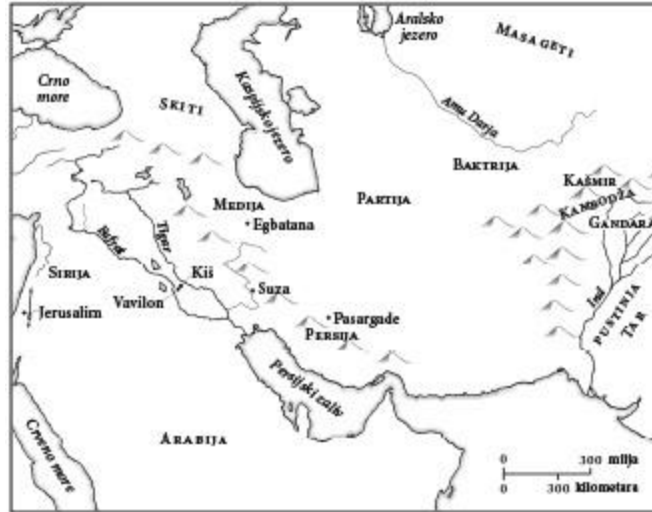 Aralsko
jezero
MASAGETI
Crno
more
SKITI
Kaspijsko jezero
Amu Darja
BAKTRIJA
KAŠMIR
KAMBODŽA
GANDARA
MEDIJA
PARTIJA
Egbatana
Eufrat
Tigar
SIRIJA
Kiš
Suza
Vavilon
Jerusalim
Pasargade
PERSIJA
Ind
PUSTINJA
TAR
Persijski zaliv
ARABIJA
Crveno more
0 300 milja
0 300 kilometara